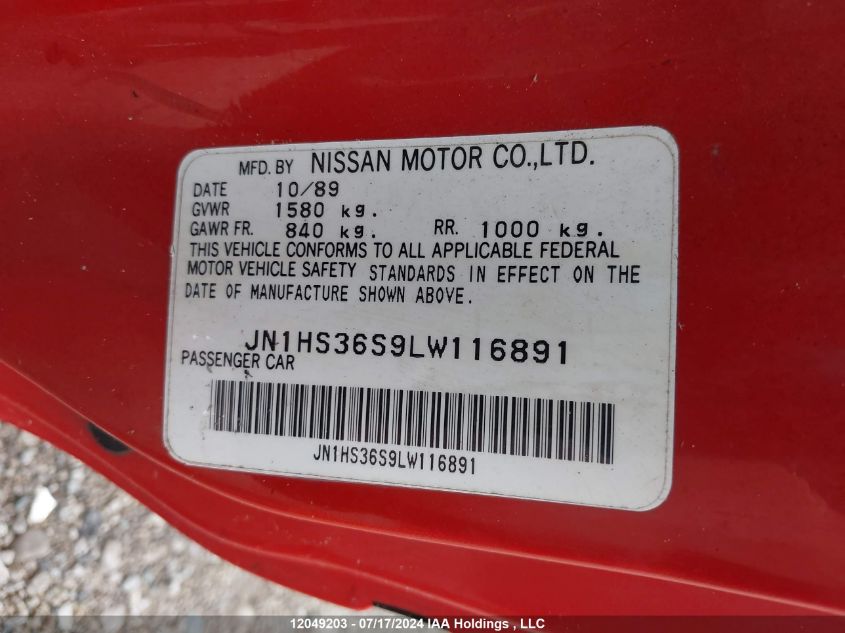 MFD. BY NISSAN MOTOR CO.,LTD.
DATE 10/89
GVWR 1580 kg.
GAWR FR. 840 kg. RR. 1000 kg.
THIS VEHICLE CONFORMS TO ALL APPLICABLE FEDERAL
MOTOR VEHICLE SAFETY STANDARDS IN EFFECT ON THE
DATE OF MANUFACTURE SHOWN ABOVE.
JN1HS36S9LW116891
PASSENGER CAR
JN1HS36S9LW116891
12049203 - 07/17/2024 IAA Holdings , LLC